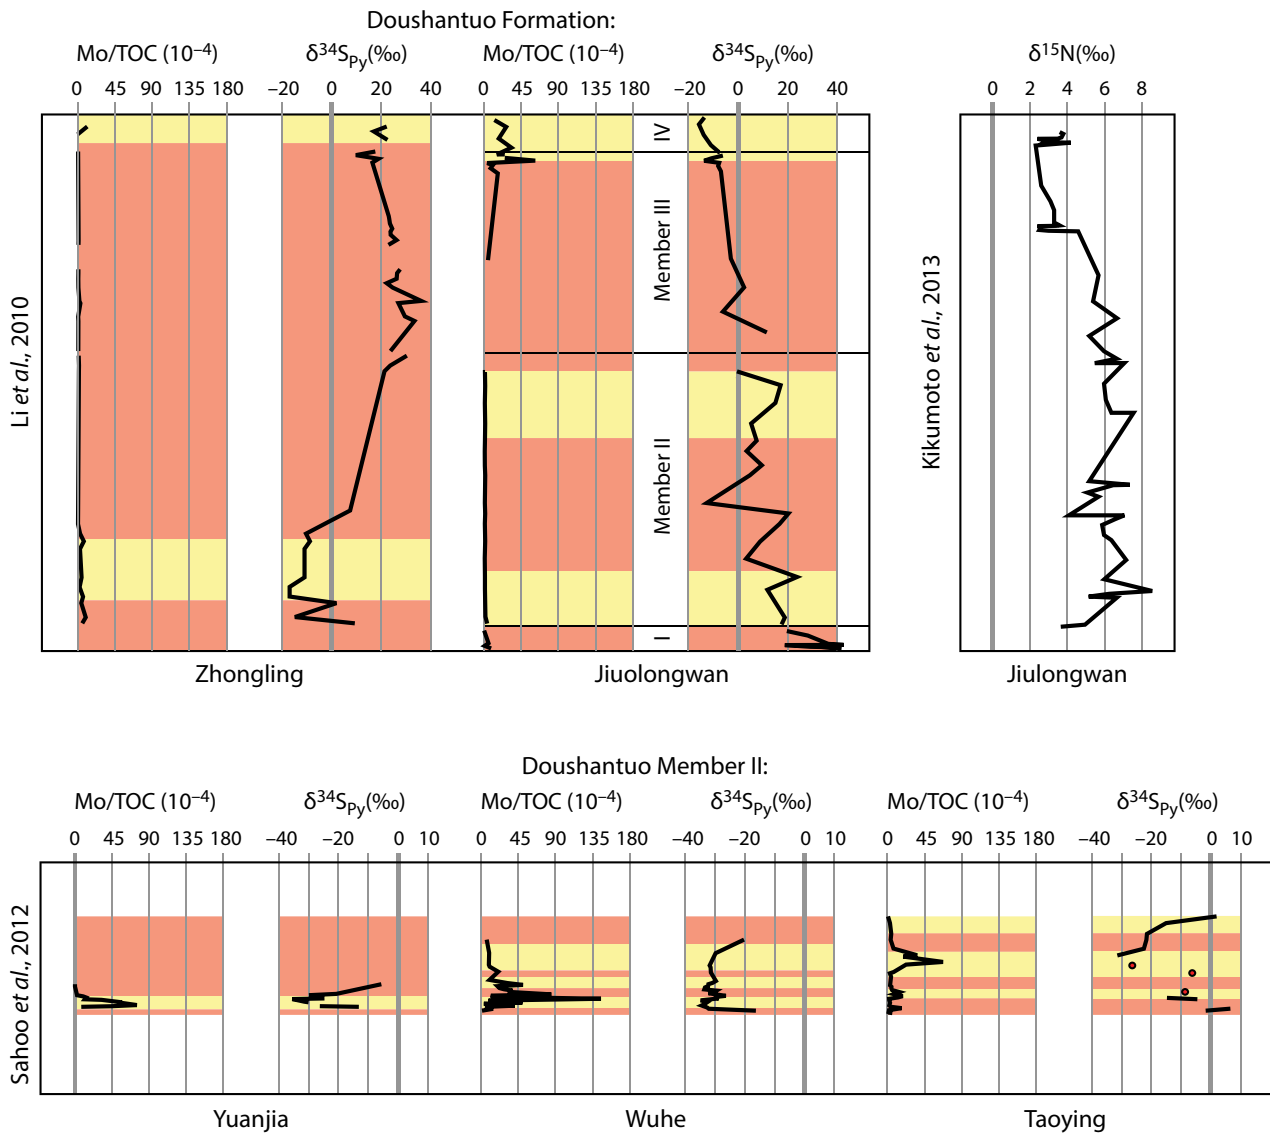 Doushantuo Formation:
Mo/TOC (10⁻⁴) δ³⁴S_Py(‰) Mo/TOC (10⁻⁴) δ³⁴S_Py(‰) δ¹⁵N(‰)
0 45 90 135 180 −20 0 20 40 0 45 90 135 180 −20 0 20 40 0 2 4 6 8
Li et al., 2010
IV
Member III
Member II
I
Kikumoto et al., 2013
Zhongling Jiuolongwan Jiulongwan
Doushantuo Member II:
Mo/TOC (10⁻⁴) δ³⁴S_Py(‰) Mo/TOC (10⁻⁴) δ³⁴S_Py(‰) Mo/TOC (10⁻⁴) δ³⁴S_Py(‰)
0 45 90 135 180 −40 −20 0 10 0 45 90 135 180 −40 −20 0 10 0 45 90 135 180 −40 −20 0 10
Sahoo et al., 2012
Yuanjia Wuhe Taoying